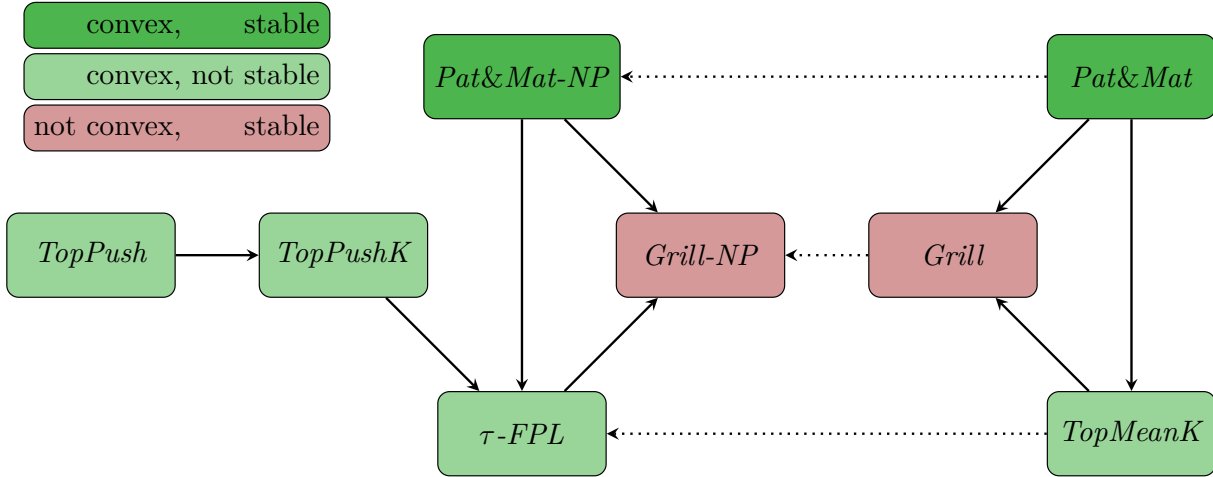 convex, stable
convex, not stable
not convex, stable
Pat&Mat-NP
Pat&Mat
TopPush
TopPushK
Grill-NP
Grill
τ-FPL
TopMeanK